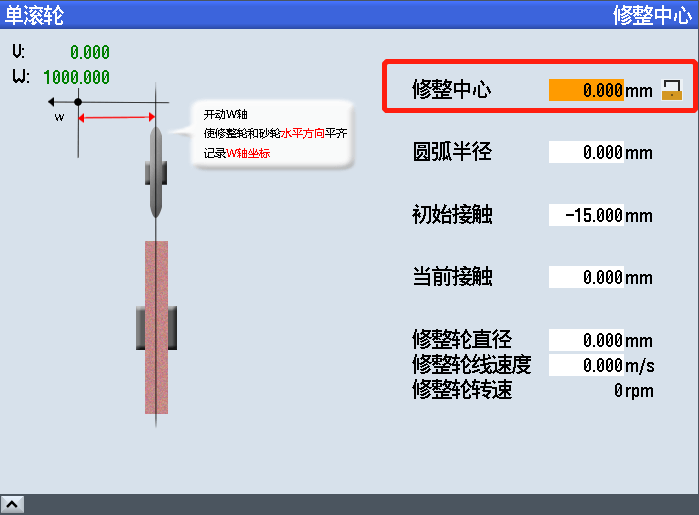 单滚轮 修整中心
V: 0.000
W: 1000.000
W
开动W轴
使修整轮和砂轮水平方向平齐
记录W轴坐标
修整中心 0.000 mm
圆弧半径 0.000 mm
初始接触 -15.000 mm
当前接触 0.000 mm
修整轮直径 0.000 mm
修整轮线速度 0.000 m/s
修整轮转速 0 rpm